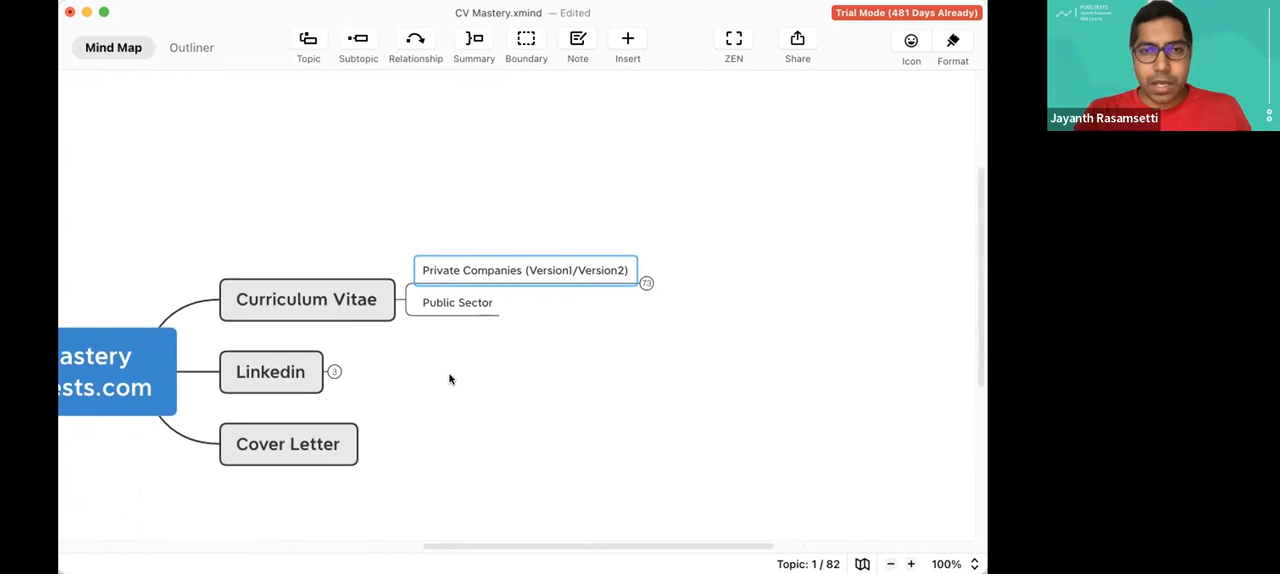 CV Mastery.xmind — Edited
Trial Mode (481 Days Already)
Mind Map
Outliner
Topic
Subtopic
Relationship
Summary
Boundary
Note
Insert
ZEN
Share
Icon
Format
PIXELTESTS
Jayanth Rasamsetti
Private Companies (Version1/Version2)
73
Curriculum Vitae
Public Sector
astery
ests.com
Linkedin
3
Cover Letter
Topic: 1 / 82
100%